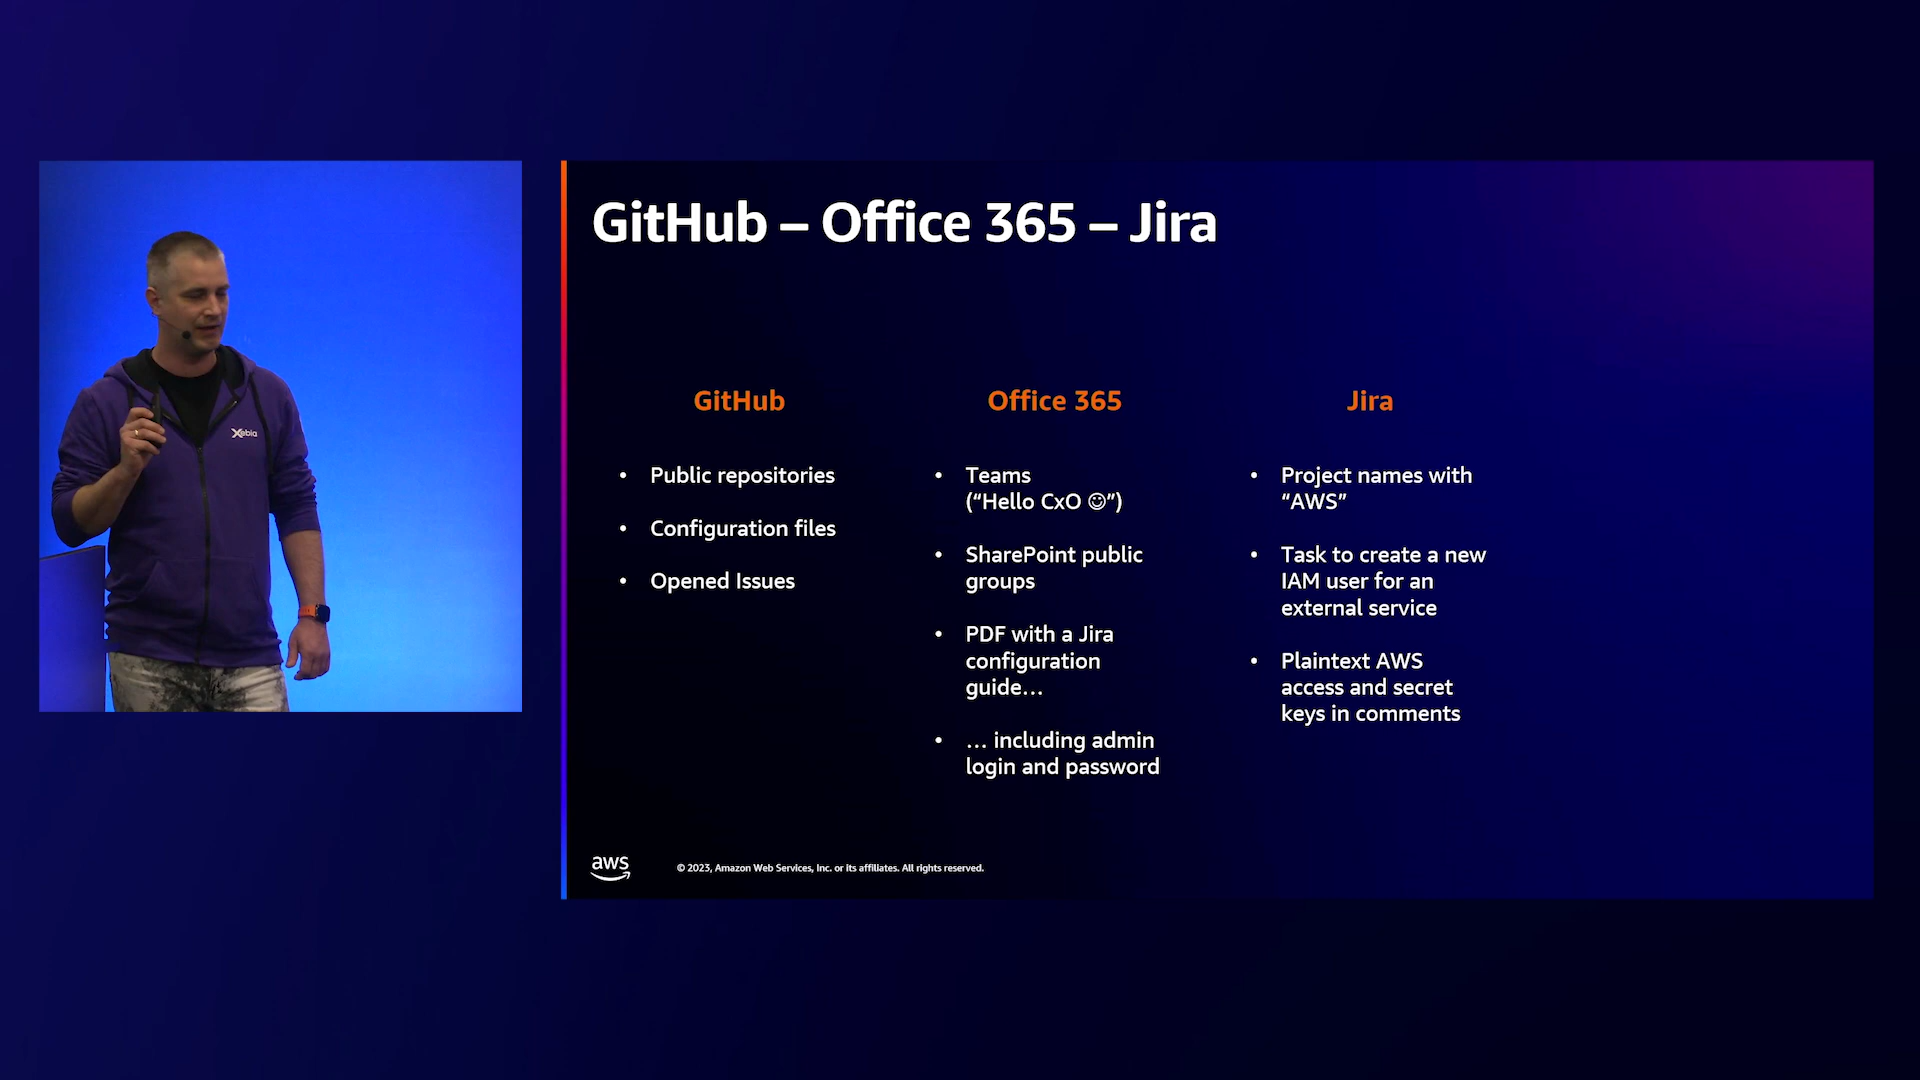 GitHub – Office 365 – Jira
Xebia
GitHub
• Public repositories
• Configuration files
• Opened Issues
Office 365
• Teams
(“Hello CxO ☺”)
• SharePoint public
groups
• PDF with a Jira
configuration
guide…
• … including admin
login and password
Jira
• Project names with
“AWS”
• Task to create a new
IAM user for an
external service
• Plaintext AWS
access and secret
keys in comments
aws
© 2023, Amazon Web Services, Inc. or its affiliates. All rights reserved.